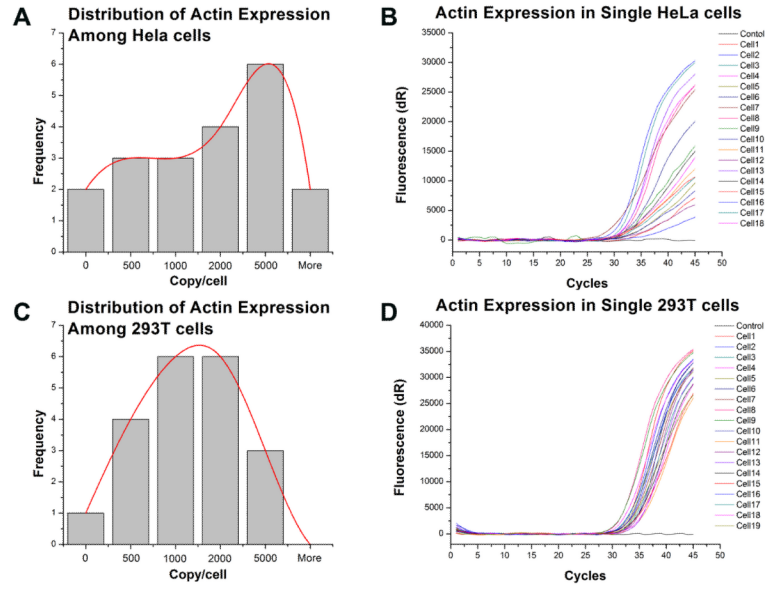 A
Distribution of Actin Expression
Among Hela cells
Frequency
7
6
5
4
3
2
1
0
0 500 1000 2000 5000 More
Copy/cell
B
Actin Expression in Single HeLa cells
Fluorescence (dR)
35000
30000
25000
20000
15000
10000
5000
0
0 5 10 15 20 25 30 35 40 45 50
Cycles
Contol
Cell1
Cell2
Cell3
Cell4
Cell5
Cell6
Cell7
Cell8
Cell9
Cell10
Cell11
Cell12
Cell13
Cell14
Cell15
Cell16
Cell17
Cell18
C
Distribution of Actin Expression
Among 293T cells
Frequency
7
6
5
4
3
2
1
0
0 500 1000 2000 5000 More
Copy/cell
D
Actin Expression in Single 293T cells
Fluorescence (dR)
40000
35000
30000
25000
20000
15000
10000
5000
0
0 5 10 15 20 25 30 35 40 45 50
Cycles
Control
Cell1
Cell2
Cell3
Cell4
Cell5
Cell6
Cell7
Cell8
Cell9
Cell10
Cell11
Cell12
Cell13
Cell14
Cell15
Cell16
Cell17
Cell18
Cell19